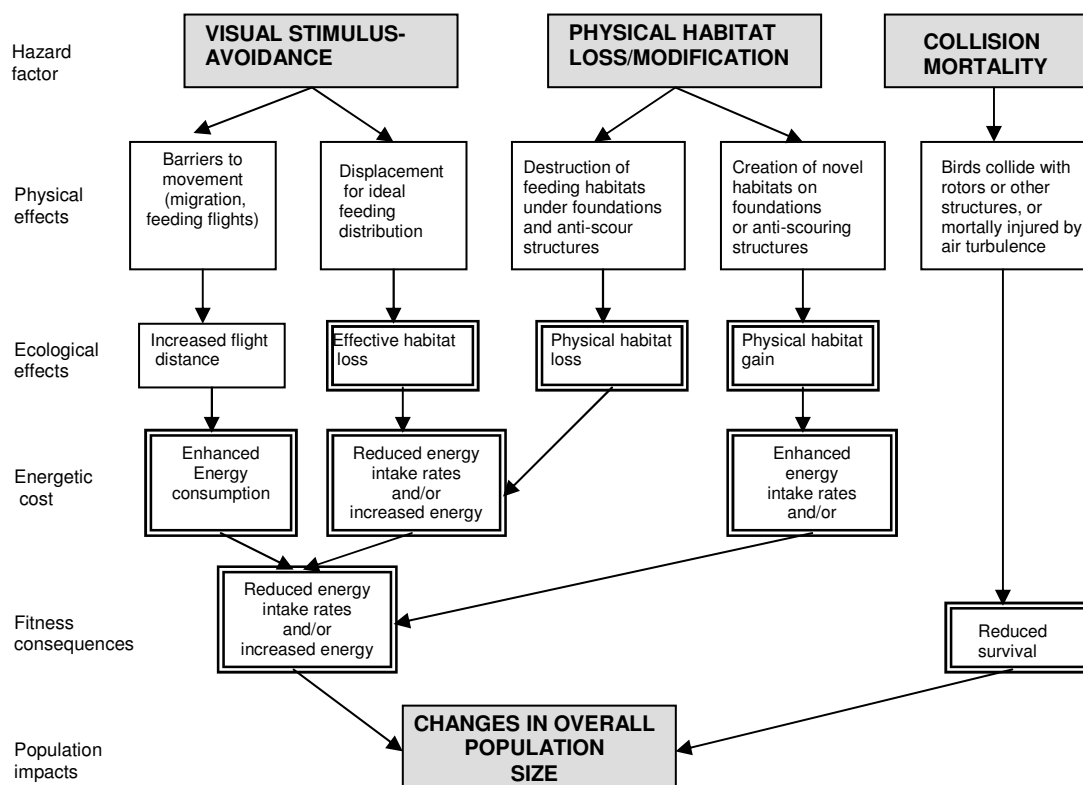 Hazard
factor
VISUAL STIMULUS-
AVOIDANCE
PHYSICAL HABITAT
LOSS/MODIFICATION
COLLISION
MORTALITY
Physical
effects
Barriers to
movement
(migration,
feeding flights)
Displacement
for ideal
feeding
distribution
Destruction of
feeding habitats
under foundations
and anti-scour
structures
Creation of novel
habitats on
foundations
or anti-scouring
structures
Birds collide with
rotors or other
structures, or
mortally injured by
air turbulence
Ecological
effects
Increased flight
distance
Effective habitat
loss
Physical habitat
loss
Physical habitat
gain
Energetic
cost
Enhanced
Energy
consumption
Reduced energy
intake rates
and/or
increased energy
Enhanced
energy
intake rates
and/or
Fitness
consequences
Reduced energy
intake rates
and/or
increased energy
Reduced
survival
Population
impacts
CHANGES IN OVERALL
POPULATION
SIZE